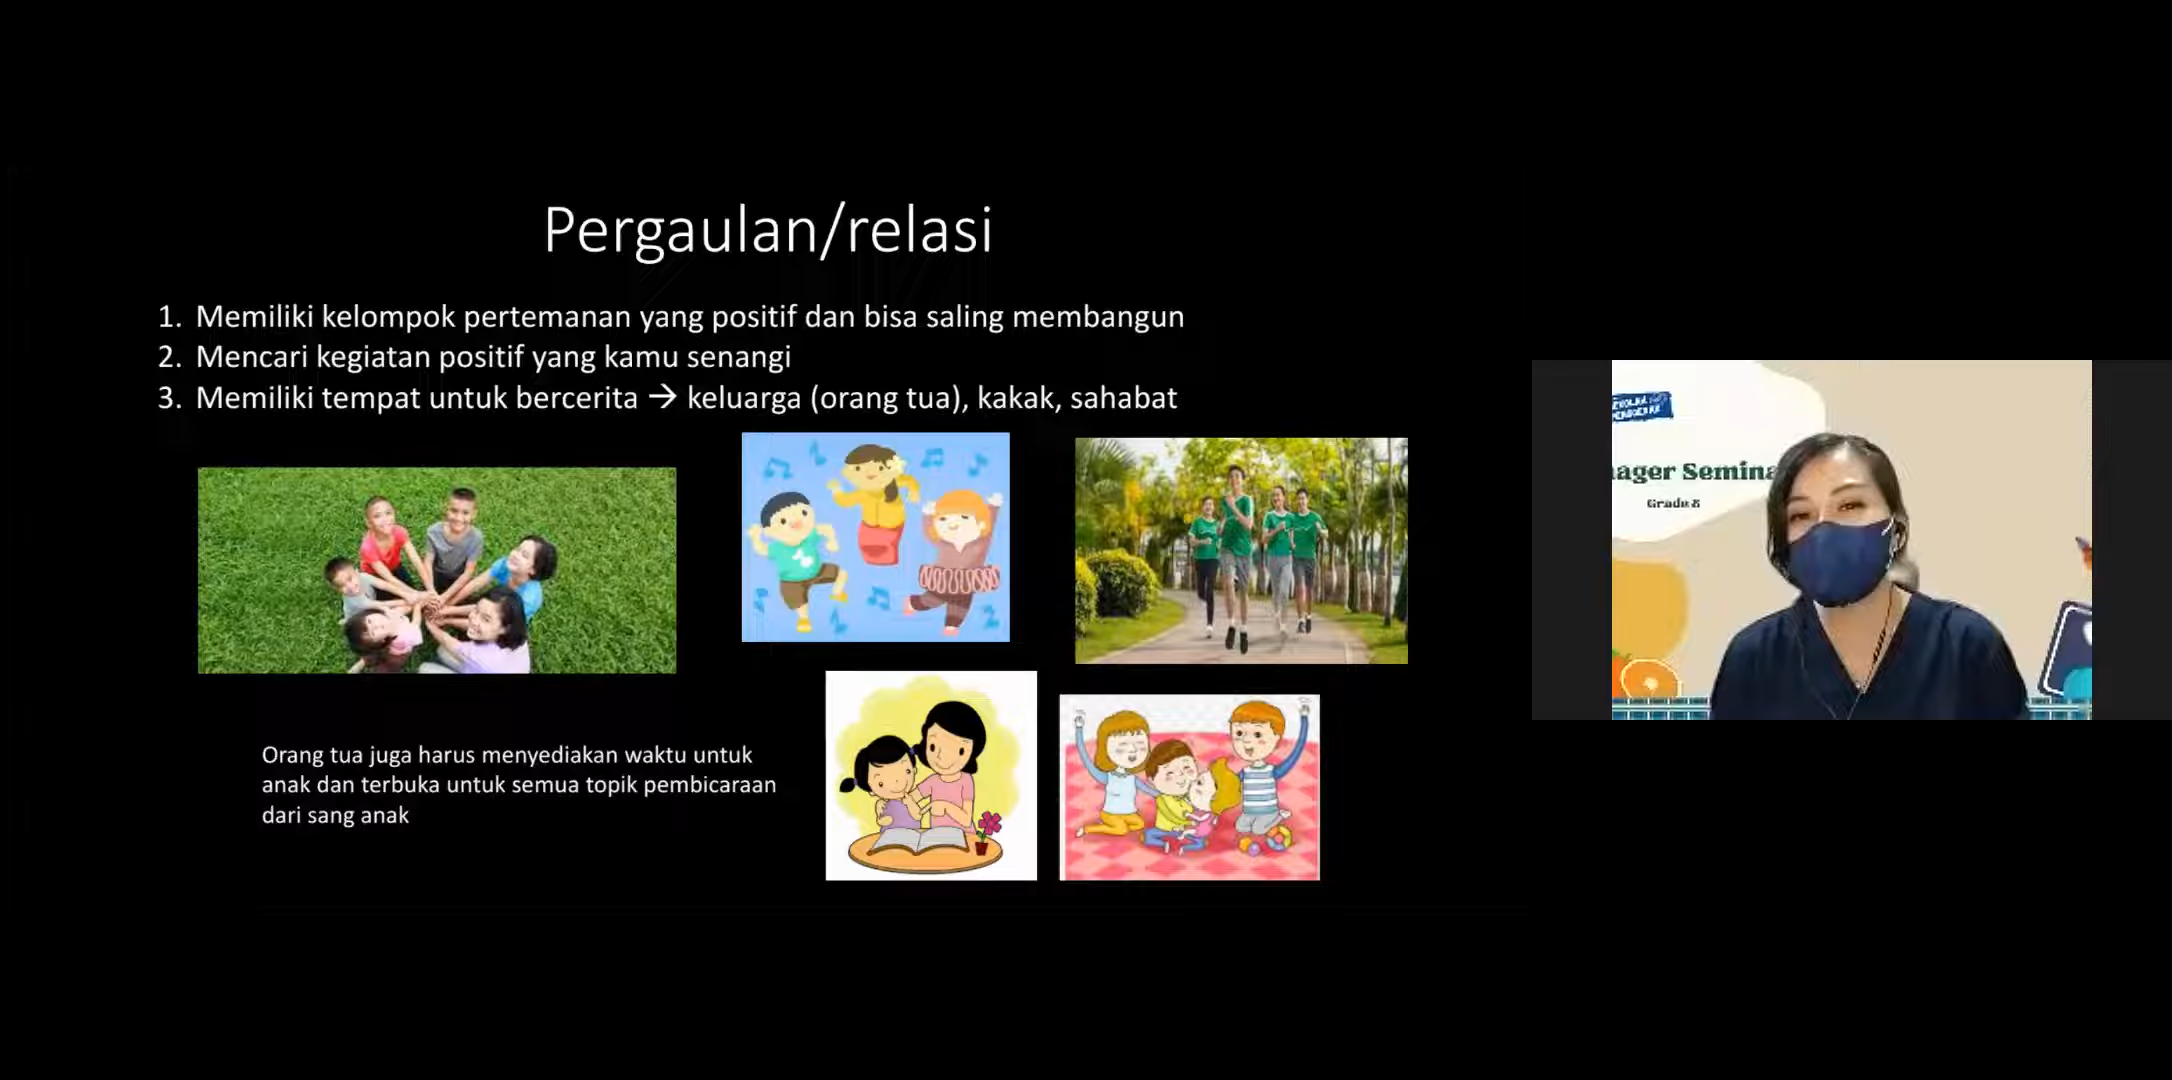 Pergaulan/relasi
1. Memiliki kelompok pertemanan yang positif dan bisa saling membangun
2. Mencari kegiatan positif yang kamu senangi
3. Memiliki tempat untuk bercerita → keluarga (orang tua), kakak, sahabat
Orang tua juga harus menyediakan waktu untuk
anak dan terbuka untuk semua topik pembicaraan
dari sang anak
ager Semina
Grade 8